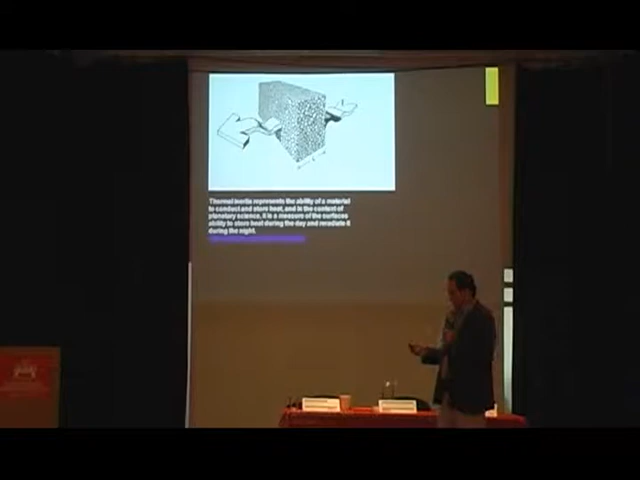 Thermal inertia represents the ability of a material
to conduct and store heat, and in the context of
planetary science, it is a measure of the surfaces
ability to store heat during the day and reradiate it
during the night.